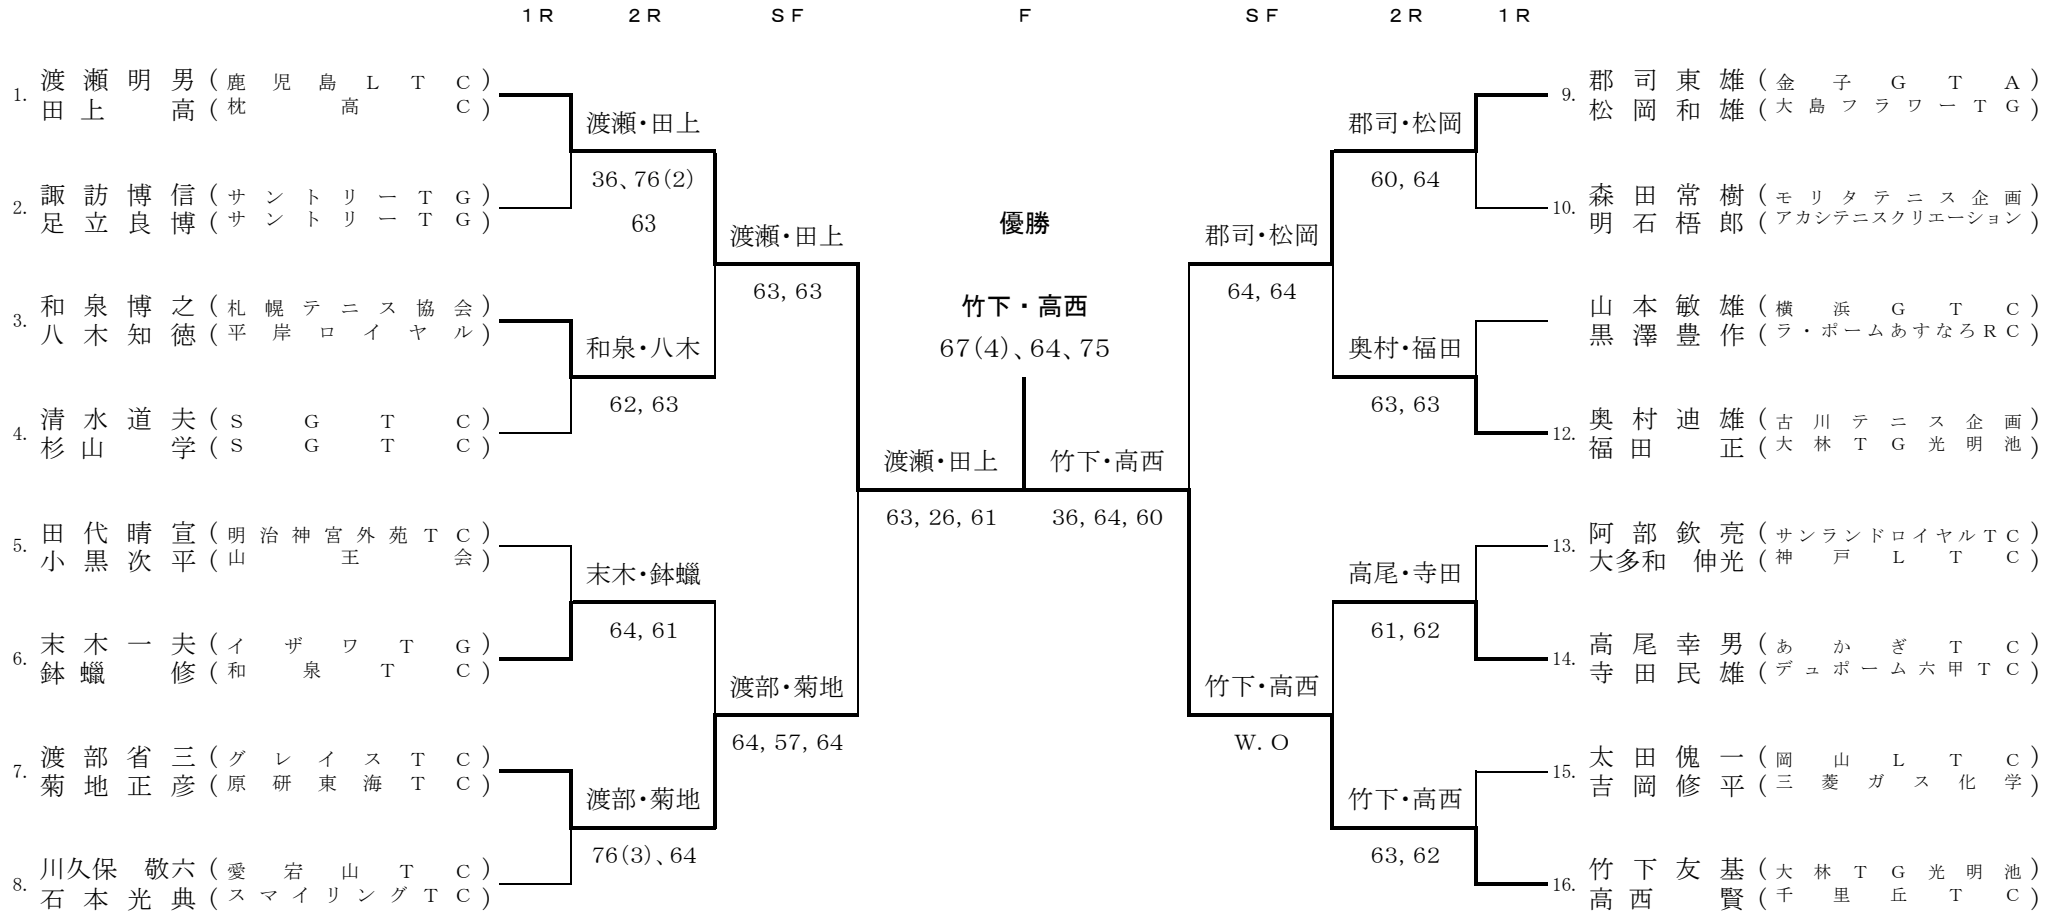 1R 2R SF F SF 2R 1R
1. 渡瀬明男(鹿児島LTC)
田上 高(枕高C)
渡瀬・田上
36、76(2)
63
2. 諏訪博信(サントリーTG)
足立良博(サントリーTG)
渡瀬・田上
63, 63
3. 和泉博之(札幌テニス協会)
八木知徳(平岸ロイヤル)
和泉・八木
62, 63
4. 清水道夫(SGTC)
杉山 学(SGTC)
渡瀬・田上
63, 26, 61
5. 田代晴宣(明治神宮外苑TC)
小黒次平(山王会)
末木・鉢蠟
64, 61
6. 末木一夫(イザワTG)
鉢蠟 修(和泉TC)
渡部・菊地
64, 57, 64
7. 渡部省三(グレイスTC)
菊地正彦(原研東海TC)
渡部・菊地
76(3)、64
8. 川久保 敬六(愛宕山TC)
石本光典(スマイリングTC)
優勝
竹下・高西
67(4)、64、75
9. 郡司東雄(金子GTA)
松岡和雄(大島フラワーTG)
郡司・松岡
60, 64
10. 森田常樹(モリタテニス企画)
明石梧郎(アカシテニスクリエーション)
郡司・松岡
64, 64
山本敏雄(横浜GTC)
黒澤豊作(ラ・ポームあすなろRC)
奥村・福田
63, 63
12. 奥村迪雄(古川テニス企画)
福田 正(大林TG光明池)
竹下・高西
36, 64, 60
13. 阿部欽亮(サンランドロイヤルTC)
大多和 伸光(神戸LTC)
高尾・寺田
61, 62
14. 高尾幸男(あかぎTC)
寺田民雄(デュポーム六甲TC)
竹下・高西
W. O
15. 太田傀一(岡山LTC)
吉岡修平(三菱ガス化学)
竹下・高西
63, 62
16. 竹下友基(大林TG光明池)
高西 賢(千里丘TC)